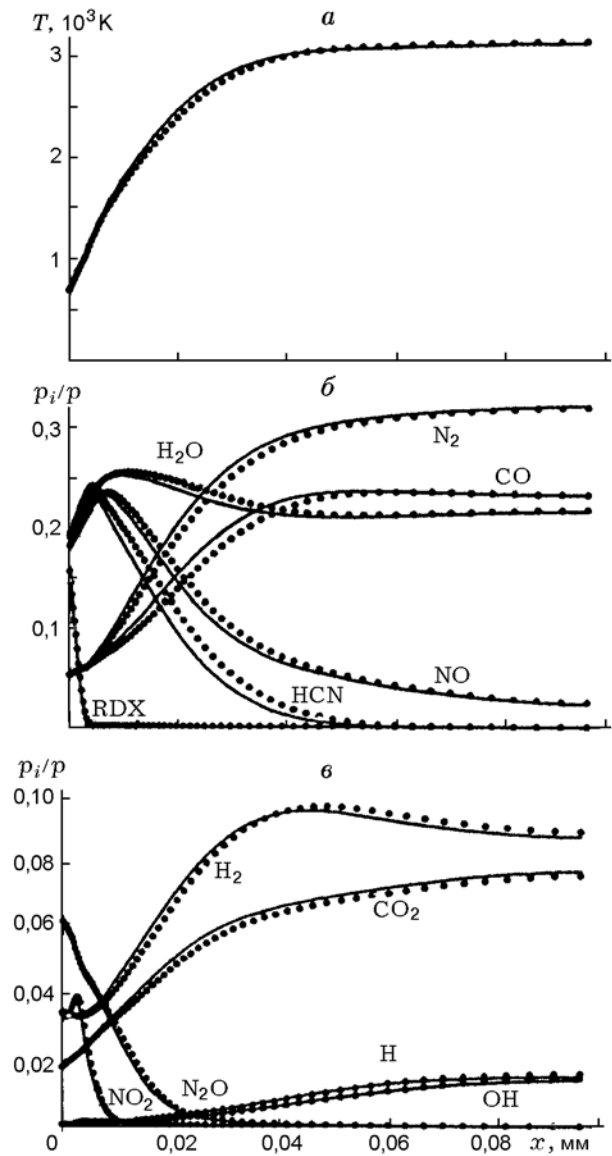 T, 10³K
а
3
2
1
p_i/p
б
0,3
H₂O
N₂
CO
0,2
0,1
NO
HCN
RDX
p_i/p
в
0,10
0,08
H₂
CO₂
0,06
0,04
H
0,02
N₂O
NO₂
OH
0
0,02
0,04
0,06
0,08
x, мм